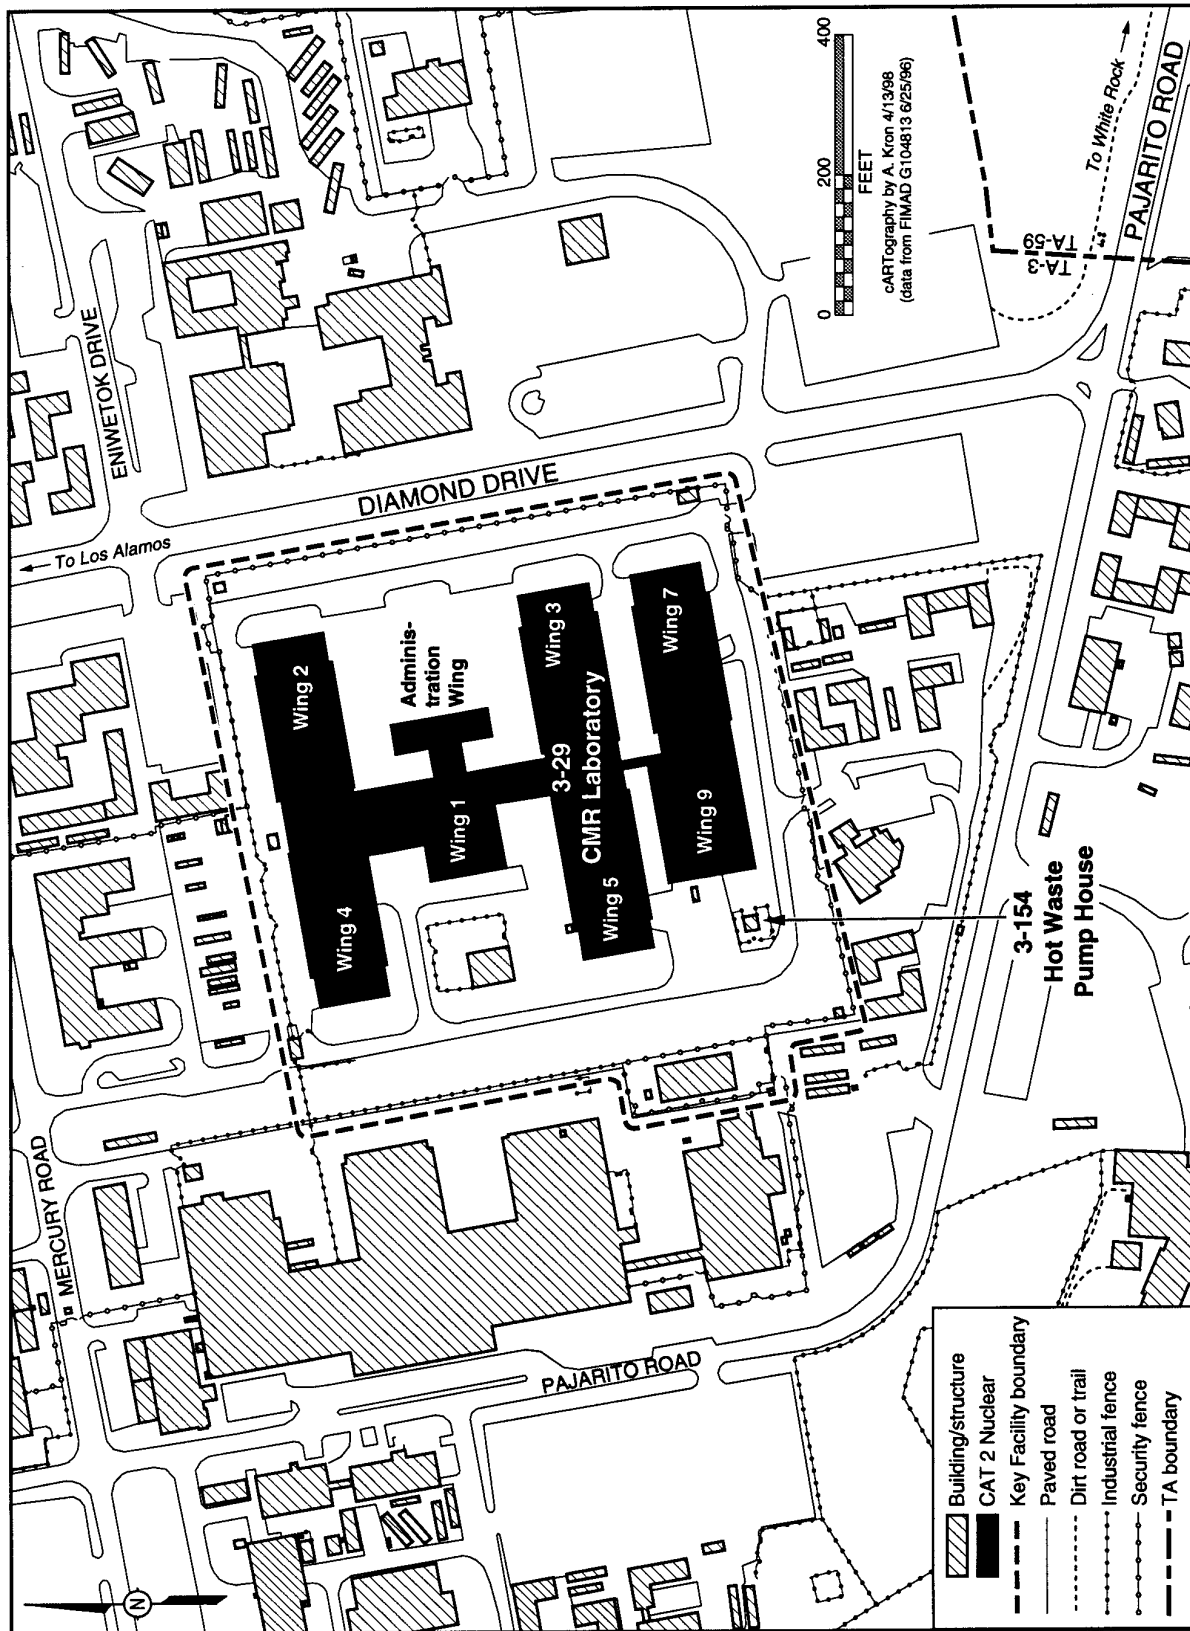 MERCURY ROAD
ENIWETOK DRIVE
To Los Alamos
DIAMOND DRIVE
Wing 2
Wing 4
Adminis-
tration
Wing
Wing 1
3-29
CMR Laboratory
Wing 3
Wing 5
Wing 7
Wing 9
3-154
Hot Waste
Pump House
PAJARITO ROAD
PAJARITO ROAD
To White Rock
TA-3
TA-59
0
200
400
FEET
cARTography by A. Kron 4/13/98
(data from FIMAD G104813 6/25/96)
N
Building/structure
CAT 2 Nuclear
Key Facility boundary
Paved road
Dirt road or trail
Industrial fence
Security fence
TA boundary